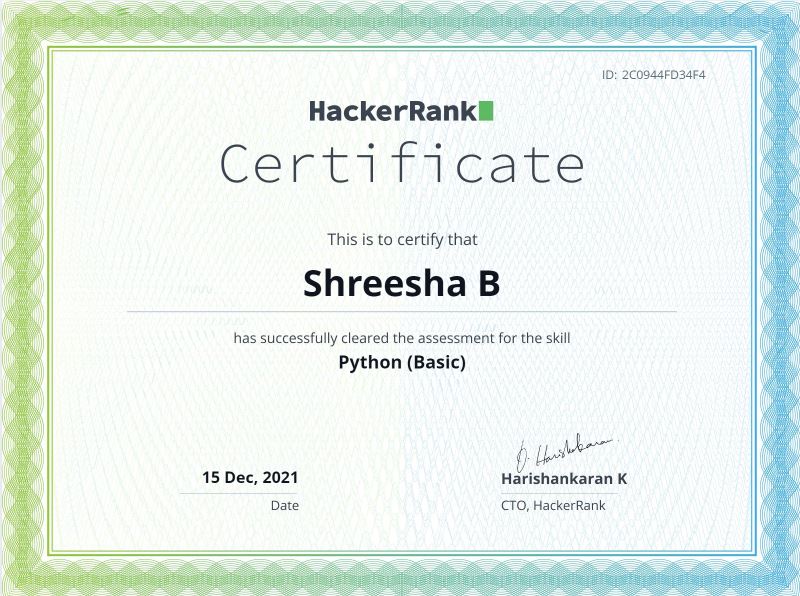 ID: 2C0944FD34F4
HackerRank
Certificate
This is to certify that
Shreesha B
has successfully cleared the assessment for the skill
Python (Basic)
15 Dec, 2021
Date
D. Harishankaran
Harishankaran K
CTO, HackerRank